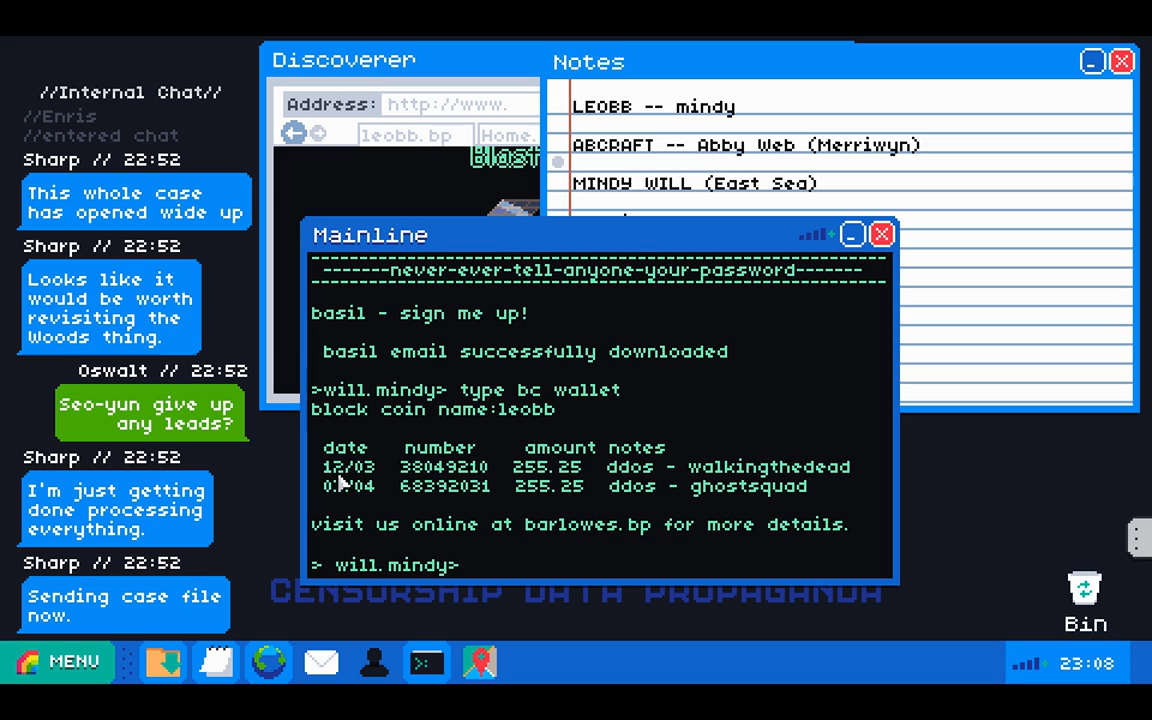 //Internal Chat//
//Enris
//entered chat
Sharp // 22:52
This whole case
has opened wide up
Sharp // 22:52
Looks like it
would be worth
revisiting the
Woods thing.
Oswalt // 22:52
Seo-yun give up
any leads?
Sharp // 22:52
I'm just getting
done processing
everything.
Sharp // 22:52
Sending case file
now.
Discoverer
Address: http://www.
leobb.bp Home.
Blast
Notes
LEOBB -- mindy
ABCRAFT -- Abby Web (Merriwyn)
MINDY WILL (East Sea)
Mainline
-------never-ever-tell-anyone-your-password-------
basil - sign me up!
basil email successfully downloaded
>will.mindy> type bc wallet
block coin name:leobb
date number amount notes
12/03 38049210 255.25 ddos - walkingthedead
/04 68392031 255.25 ddos - ghostsquad
visit us online at barlowes.bp for more details.
> will.mindy>
CENSORSHIP DATA PROPAGANDA
Bin
MENU
23:08